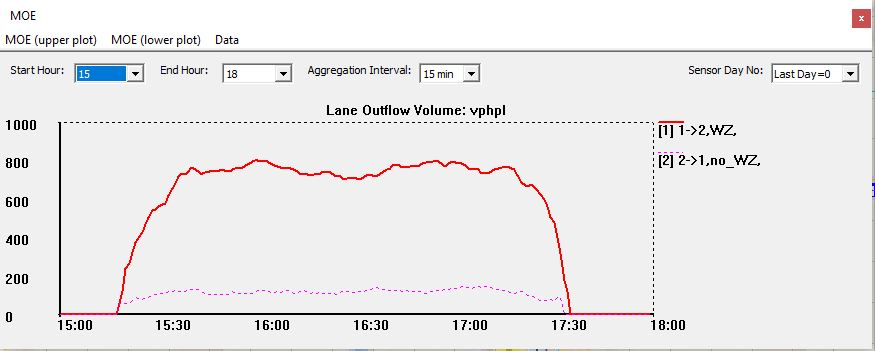 MOE
x
MOE (upper plot) MOE (lower plot) Data
Start Hour: 15 End Hour: 18 Aggregation Interval: 15 min Sensor Day No: Last Day=0
Lane Outflow Volume: vphpl
1000
800
600
400
200
0
[1] 1->2,WZ,
[2] 2->1,no_WZ,
15:00 15:30 16:00 16:30 17:00 17:30 18:00